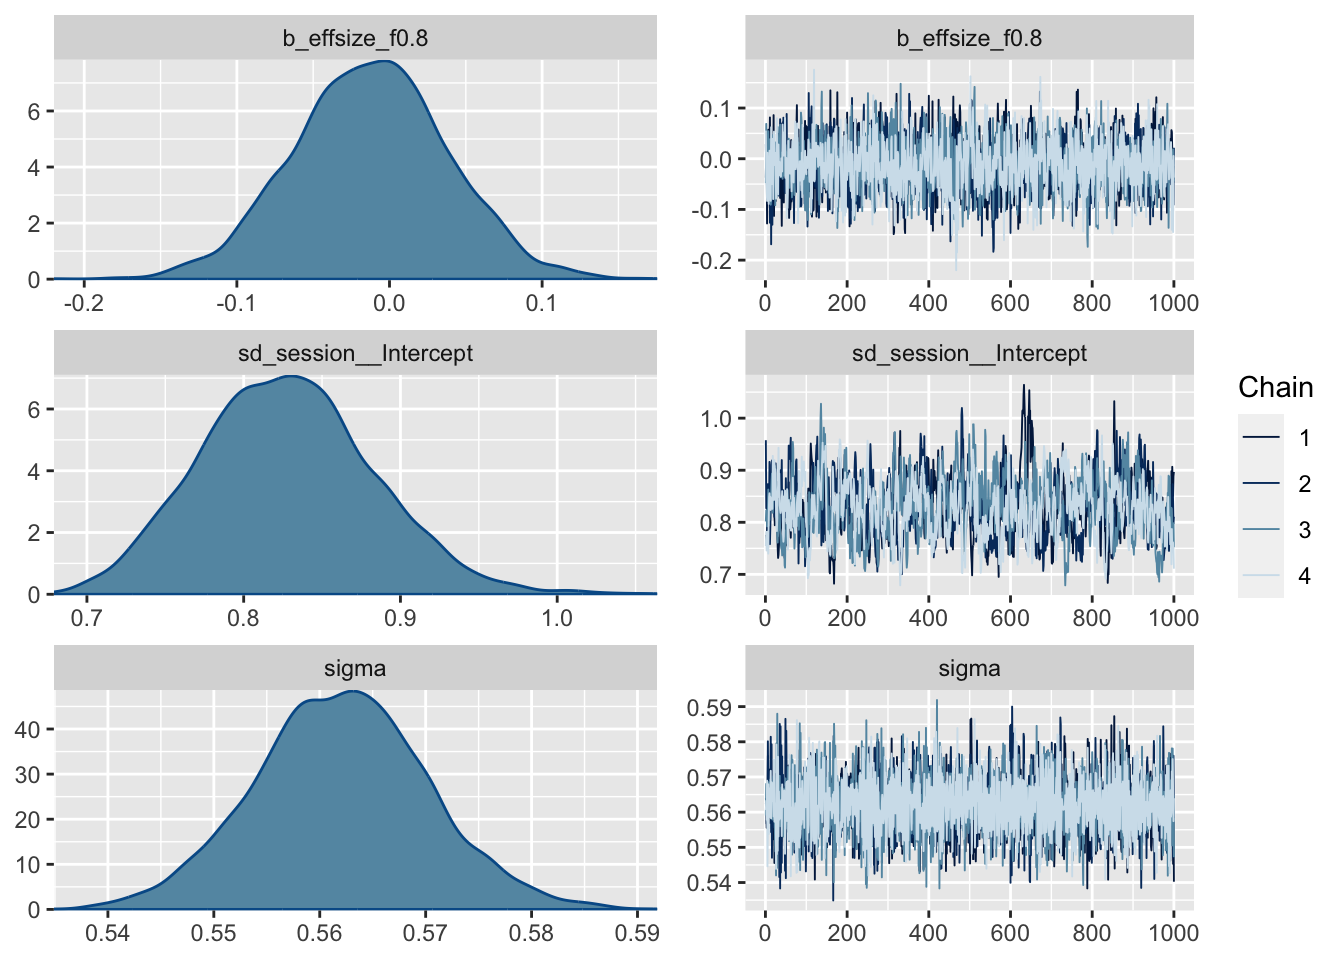 b_effsize_f0.8
6
4
2
0
-0.2 -0.1 0.0 0.1
b_effsize_f0.8
0.1
0.0
-0.1
-0.2
0 200 400 600 800 1000
sd_session__Intercept
6
4
2
0
0.7 0.8 0.9 1.0
sd_session__Intercept
1.0
0.9
0.8
0.7
0 200 400 600 800 1000
sigma
40
30
20
10
0
0.54 0.55 0.56 0.57 0.58 0.59
sigma
0.59
0.58
0.57
0.56
0.55
0.54
0 200 400 600 800 1000
Chain
1
2
3
4